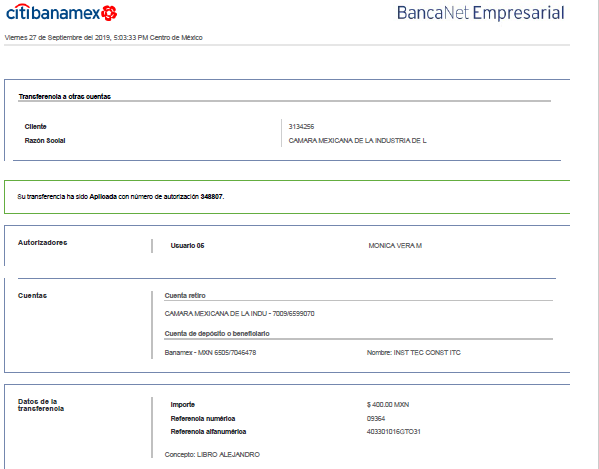 citibanamex
BancaNet Empresarial
Viernes 27 de Septiembre del 2019, 5:03:33 PM Centro de México
Transferencia a otras cuentas
Cliente 3134256
Razón Social CAMARA MEXICANA DE LA INDUSTRIA DE L
Su transferencia ha sido Aplicada con número de autorización 348807.
Autorizadores Usuario 06 MONICA VERA M
Cuentas Cuenta retiro
CAMARA MEXICANA DE LA INDU - 7009/6599070
Cuenta de depósito o beneficiario
Banamex - MXN 6505/7046478 Nombre: INST TEC CONST ITC
Datos de la transferencia
Importe $ 400.00 MXN
Referencia numérica 09364
Referencia alfanumérica 403301016GTO31
Concepto: LIBRO ALEJANDRO